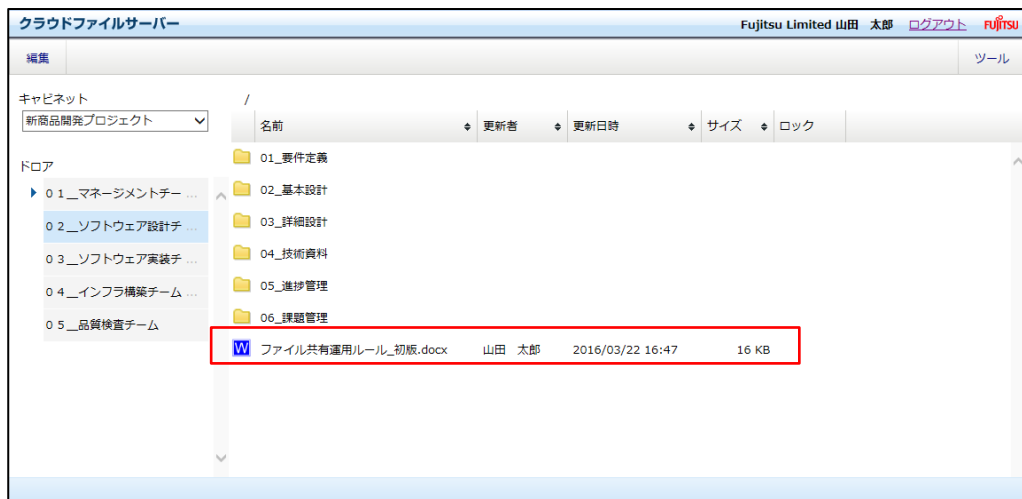 クラウドファイルサーバー Fujitsu Limited 山田 太郎 ログアウト FUJITSU
編集 ツール
キャビネット
新商品開発プロジェクト
/
名前 更新者 更新日時 サイズ ロック
ドロア
０１＿マネージメントチー ...
０２＿ソフトウェア設計チ ...
０３＿ソフトウェア実装チ ...
０４＿インフラ構築チーム ...
０５＿品質検査チーム
01_要件定義
02_基本設計
03_詳細設計
04_技術資料
05_進捗管理
06_課題管理
W ファイル共有運用ルール_初版.docx 山田 太郎 2016/03/22 16:47 16 KB